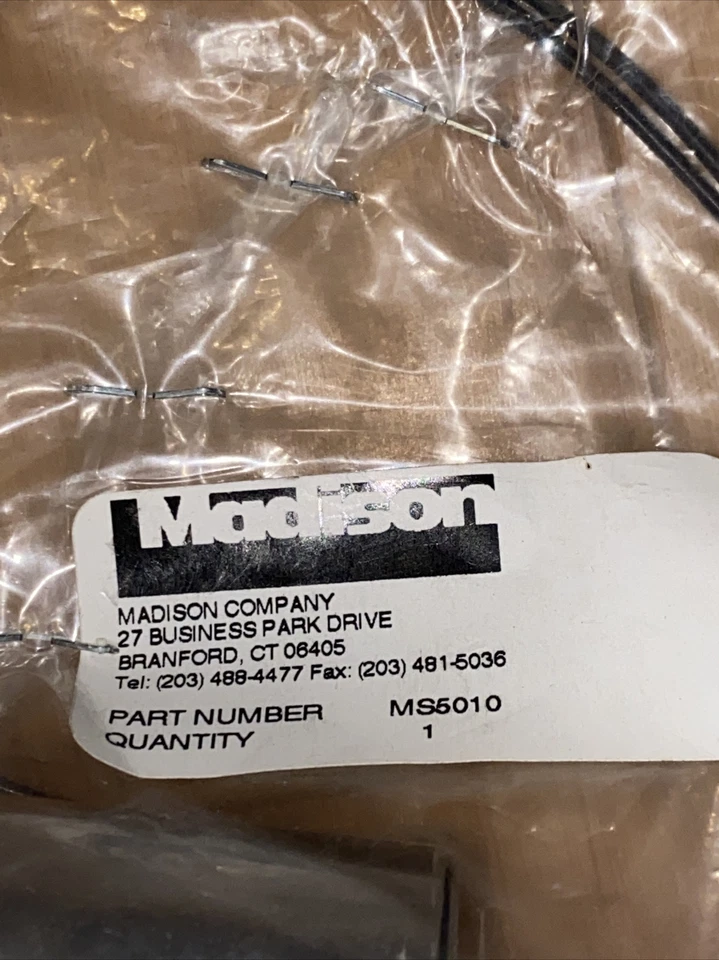 Madison
MADISON COMPANY
27 BUSINESS PARK DRIVE
BRANFORD, CT 06405
Tel: (203) 488-4477 Fax: (203) 481-5036
PART NUMBER MS5010
QUANTITY 1